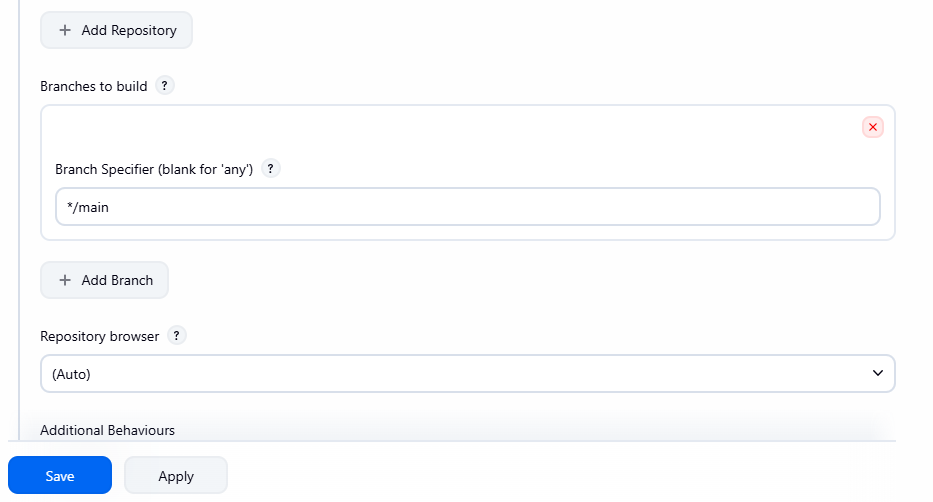 + Add Repository
Branches to build ?
Branch Specifier (blank for 'any') ?
*/main
+ Add Branch
Repository browser ?
(Auto)
Additional Behaviours
Save Apply